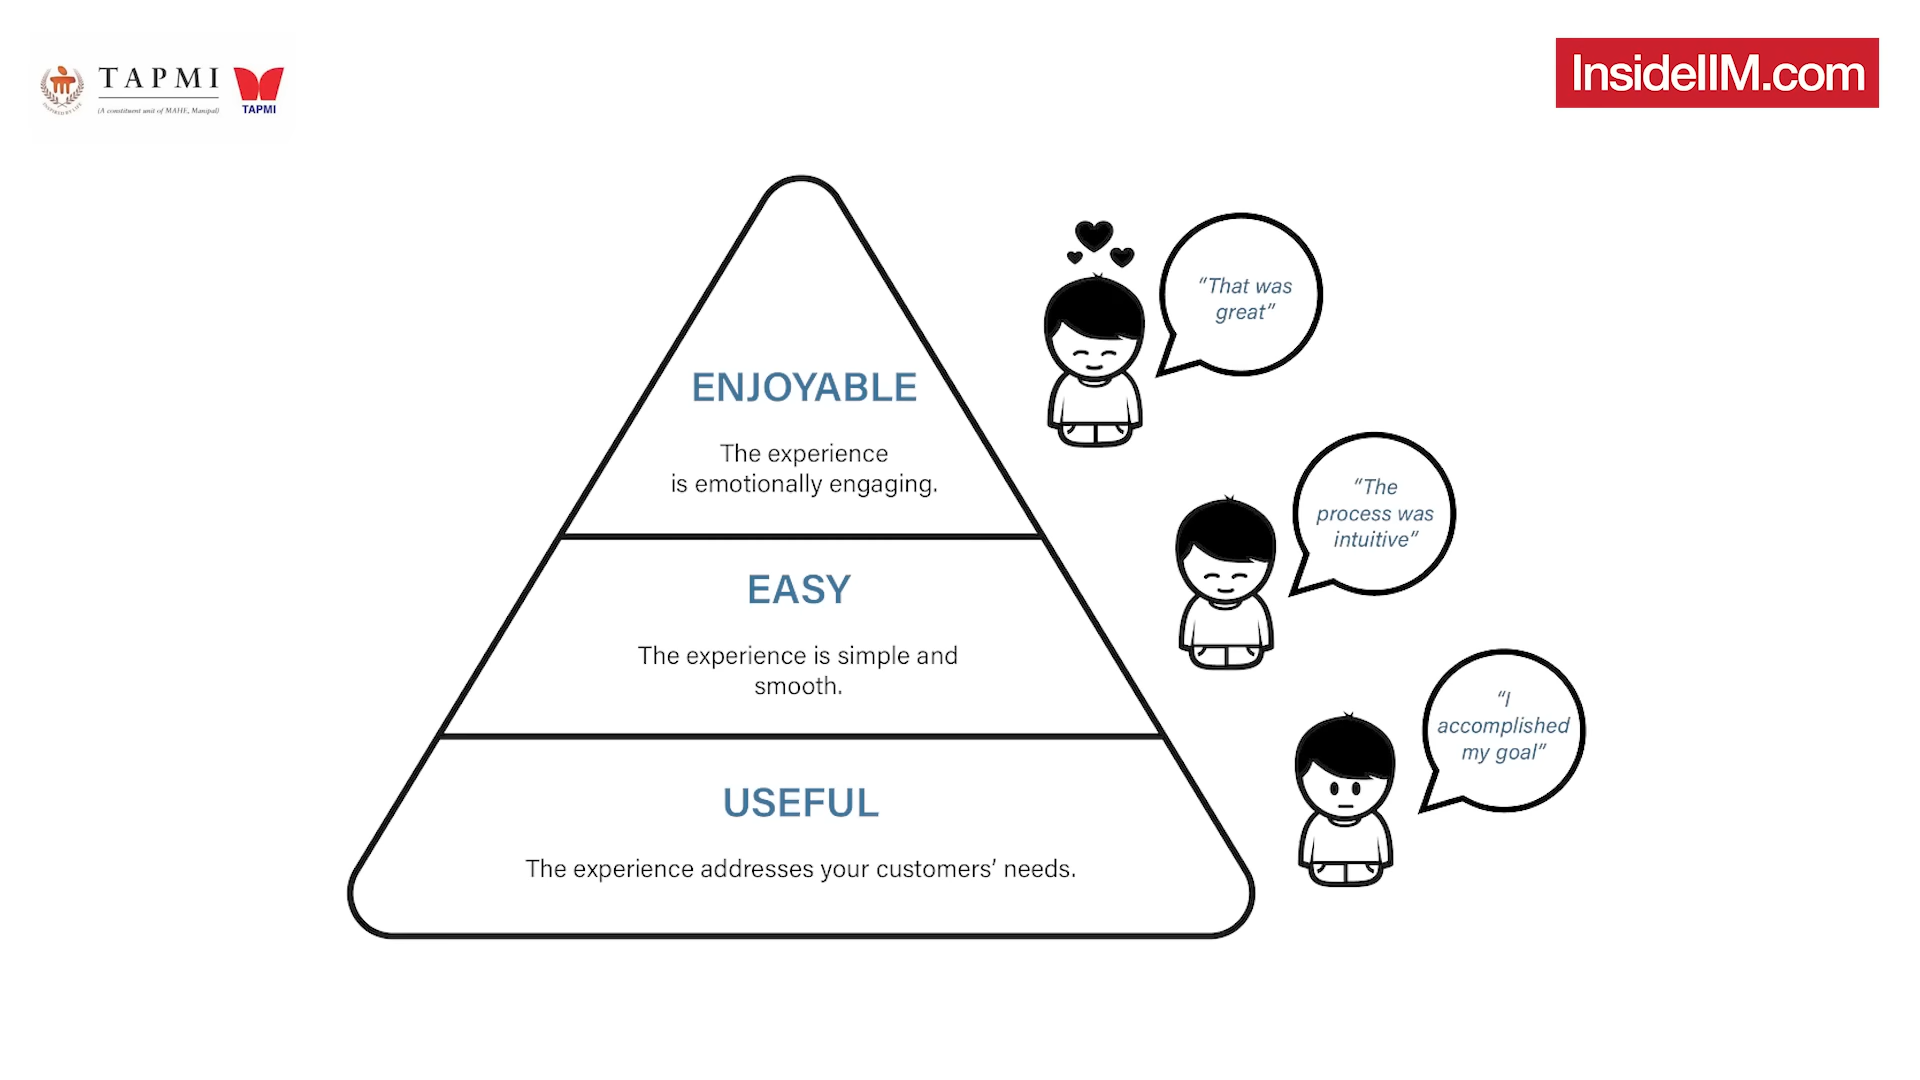 TAPMI
(A constituent unit of MAHE, Manipal)
TAPMI
InsideIIM.com
ENJOYABLE
The experience
is emotionally engaging.
"That was
great"
EASY
The experience is simple and
smooth.
"The
process was
intuitive"
USEFUL
The experience addresses your customers' needs.
"I
accomplished
my goal"